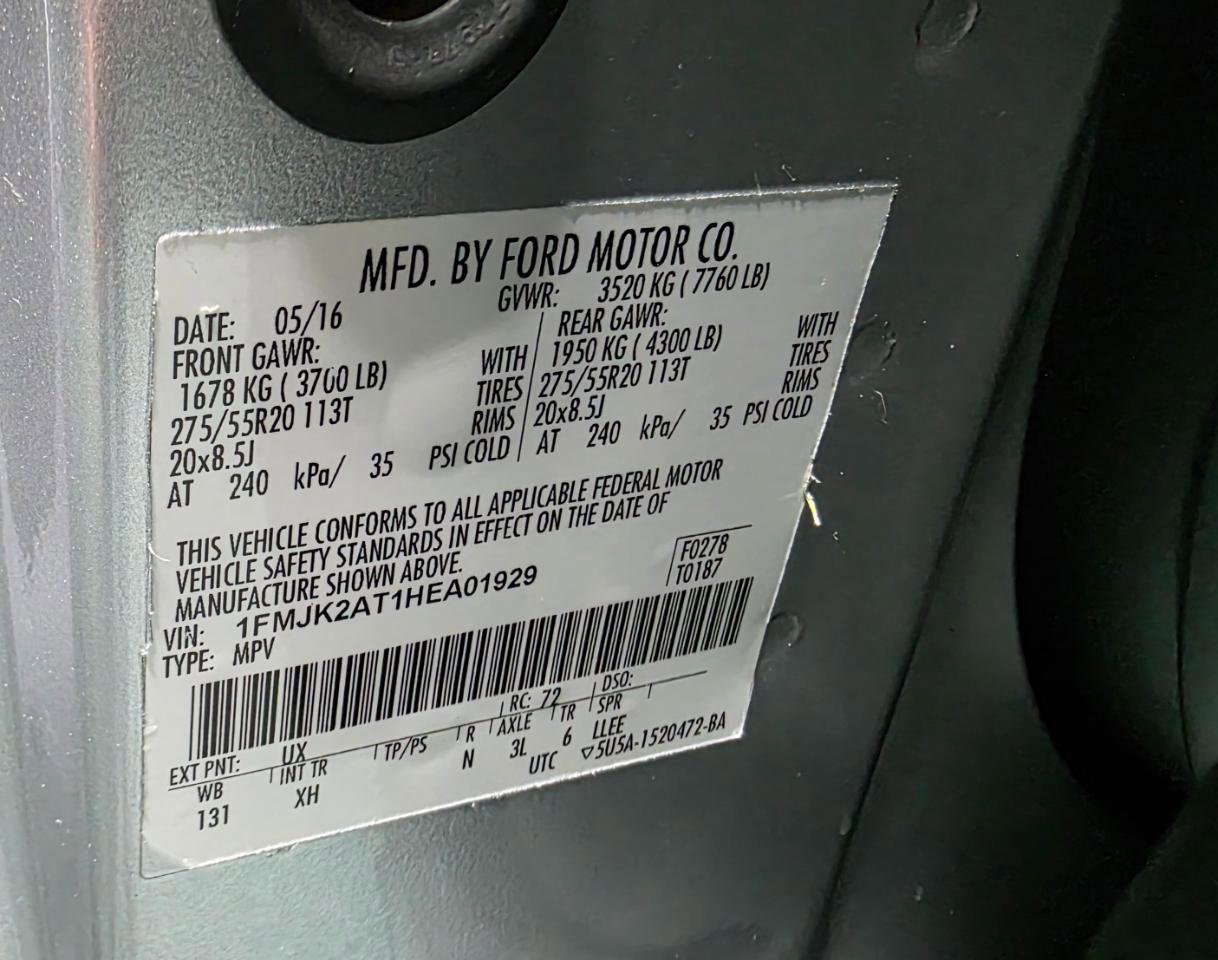 MFD. BY FORD MOTOR CO.
DATE: 05/16 GVWR: 3520 KG ( 7760 LB)
FRONT GAWR: REAR GAWR:
1678 KG ( 3700 LB) WITH 1950 KG ( 4300 LB) WITH
275/55R20 113T TIRES 275/55R20 113T TIRES
20x8.5J RIMS 20x8.5J RIMS
AT 240 kPa/ 35 PSI COLD AT 240 kPa/ 35 PSI COLD
THIS VEHICLE CONFORMS TO ALL APPLICABLE FEDERAL MOTOR
VEHICLE SAFETY STANDARDS IN EFFECT ON THE DATE OF
MANUFACTURE SHOWN ABOVE.
F0278
T0187
VIN: 1FMJK2AT1HEA01929
TYPE: MPV
EXT PNT: UX RC: 72 DSO:
WB INT TR TP/PS R AXLE TR SPR
131 XH N 3L 6 LLEE
UTC ▽5U5A-1520472-BA